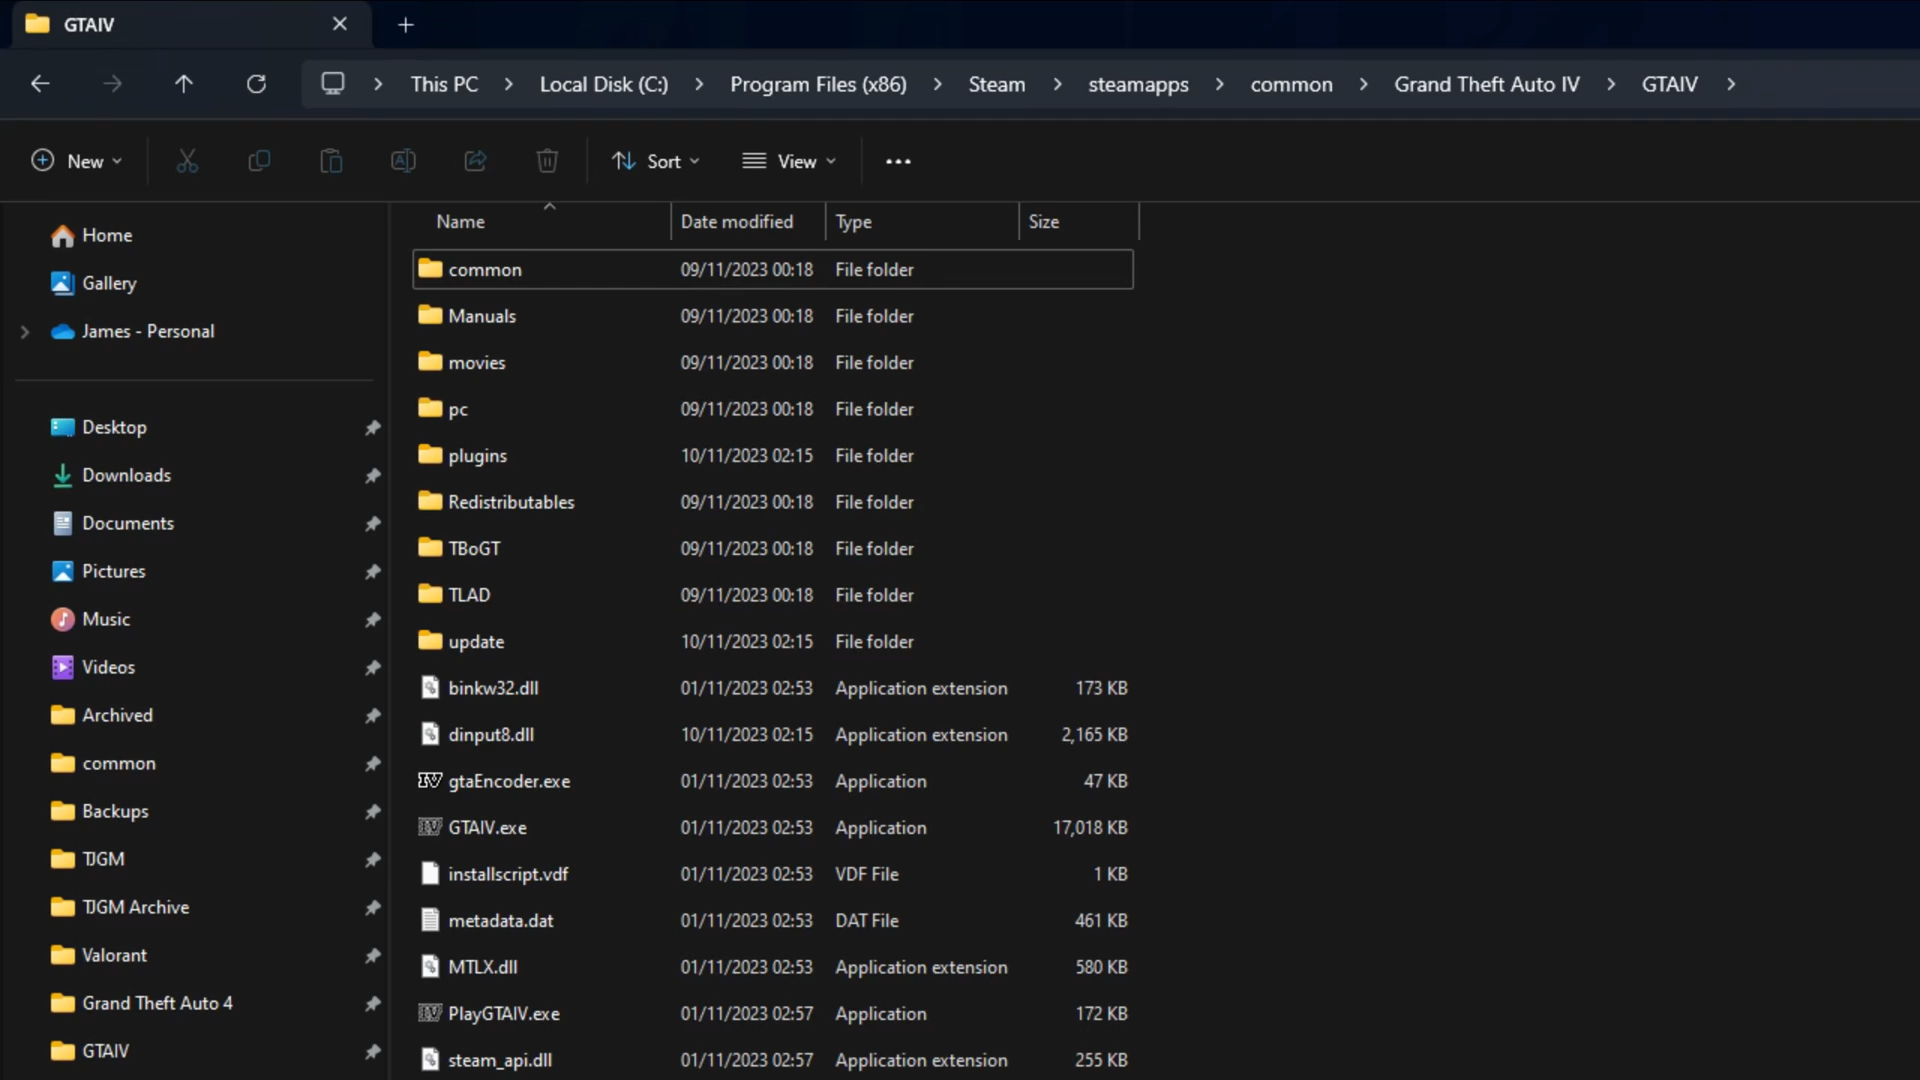 GTAIV
This PC > Local Disk (C:) > Program Files (x86) > Steam > steamapps > common > Grand Theft Auto IV > GTAIV >
New Sort View
Home
Gallery
James - Personal
Desktop
Downloads
Documents
Pictures
Music
Videos
Archived
common
Backups
TJGM
TJGM Archive
Valorant
Grand Theft Auto 4
GTAIV
Name Date modified Type Size
common 09/11/2023 00:18 File folder
Manuals 09/11/2023 00:18 File folder
movies 09/11/2023 00:18 File folder
pc 09/11/2023 00:18 File folder
plugins 10/11/2023 02:15 File folder
Redistributables 09/11/2023 00:18 File folder
TBoGT 09/11/2023 00:18 File folder
TLAD 09/11/2023 00:18 File folder
update 10/11/2023 02:15 File folder
binkw32.dll 01/11/2023 02:53 Application extension 173 KB
dinput8.dll 10/11/2023 02:15 Application extension 2,165 KB
gtaEncoder.exe 01/11/2023 02:53 Application 47 KB
GTAIV.exe 01/11/2023 02:53 Application 17,018 KB
installscript.vdf 01/11/2023 02:53 VDF File 1 KB
metadata.dat 01/11/2023 02:53 DAT File 461 KB
MTLX.dll 01/11/2023 02:53 Application extension 580 KB
PlayGTAIV.exe 01/11/2023 02:57 Application 172 KB
steam_api.dll 01/11/2023 02:57 Application extension 255 KB